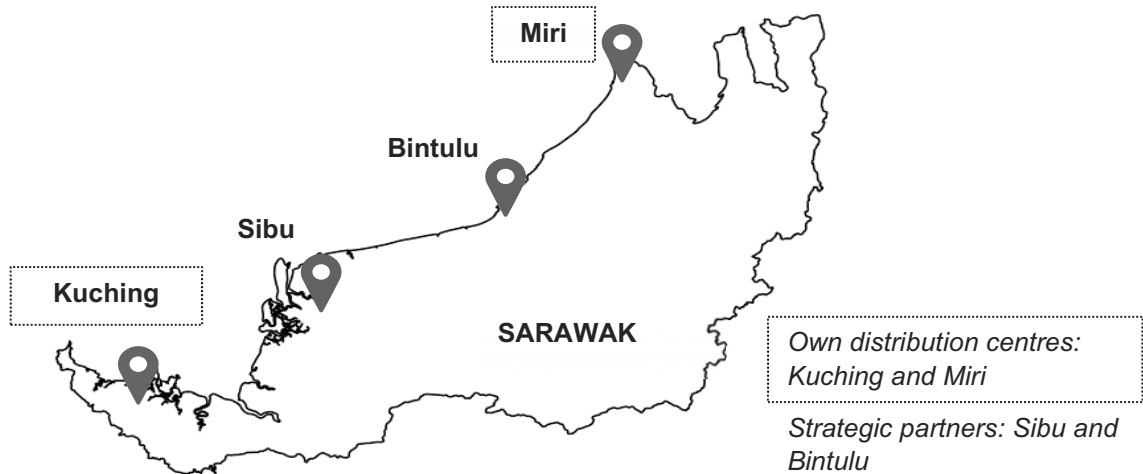 Miri
Bintulu
Sibu
Kuching
SARAWAK
Own distribution centres:
Kuching and Miri
Strategic partners: Sibu and
Bintulu